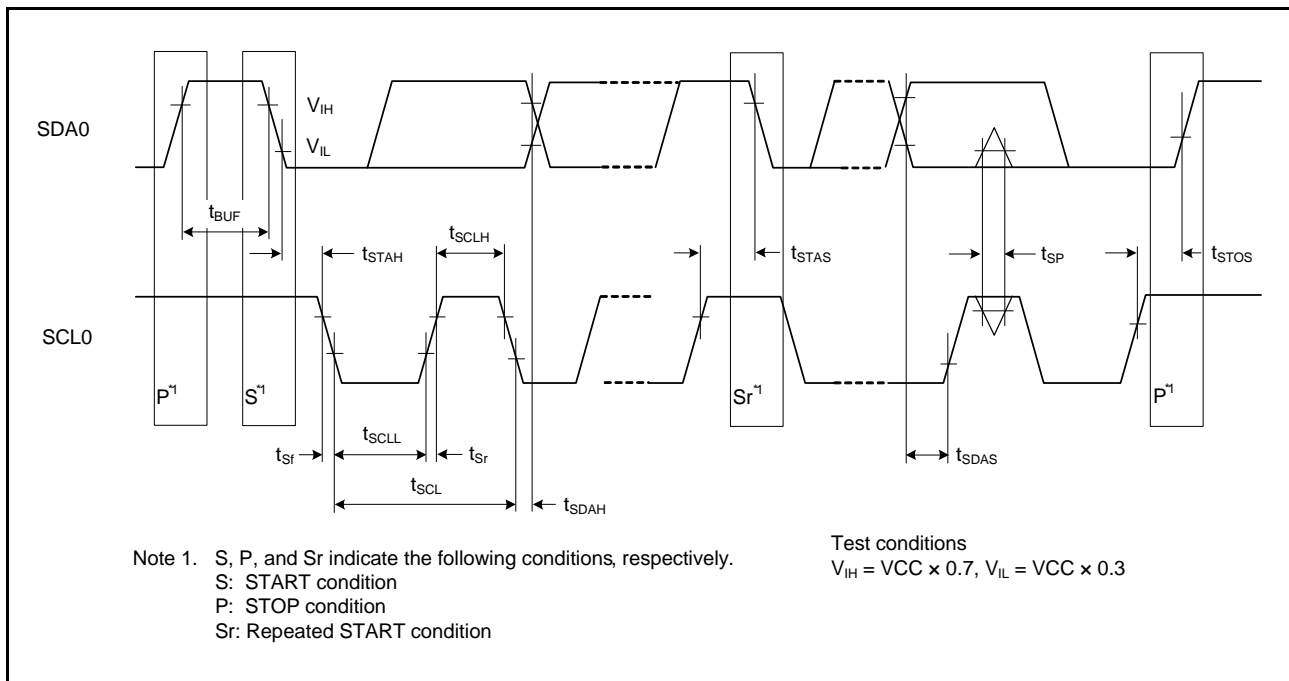 SDA0
V_IH
V_IL
t_BUF
t_STAH
t_SCLH
t_STAS
t_SP
t_STOS
SCL0
P*1
S*1
Sr*1
P*1
t_Sf
t_SCLL
t_Sr
t_SDAS
t_SCL
t_SDAH
Note 1. S, P, and Sr indicate the following conditions, respectively.
S: START condition
P: STOP condition
Sr: Repeated START condition
Test conditions
V_IH = VCC × 0.7, V_IL = VCC × 0.3